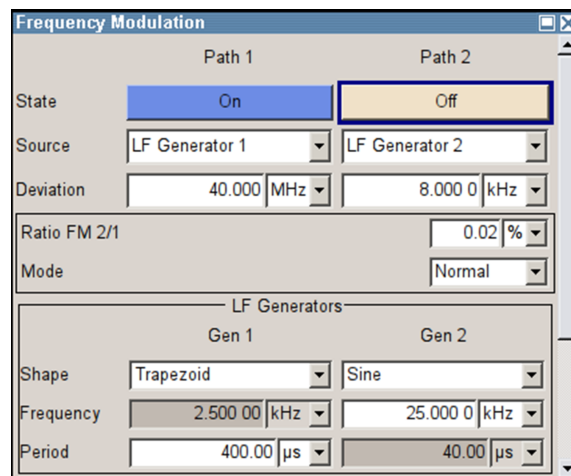 Frequency Modulation
Path 1 Path 2
State On Off
Source LF Generator 1 LF Generator 2
Deviation 40.000 MHz 8.000 0 kHz
Ratio FM 2/1 0.02 %
Mode Normal
LF Generators
Gen 1 Gen 2
Shape Trapezoid Sine
Frequency 2.500 00 kHz 25.000 0 kHz
Period 400.00 µs 40.00 µs